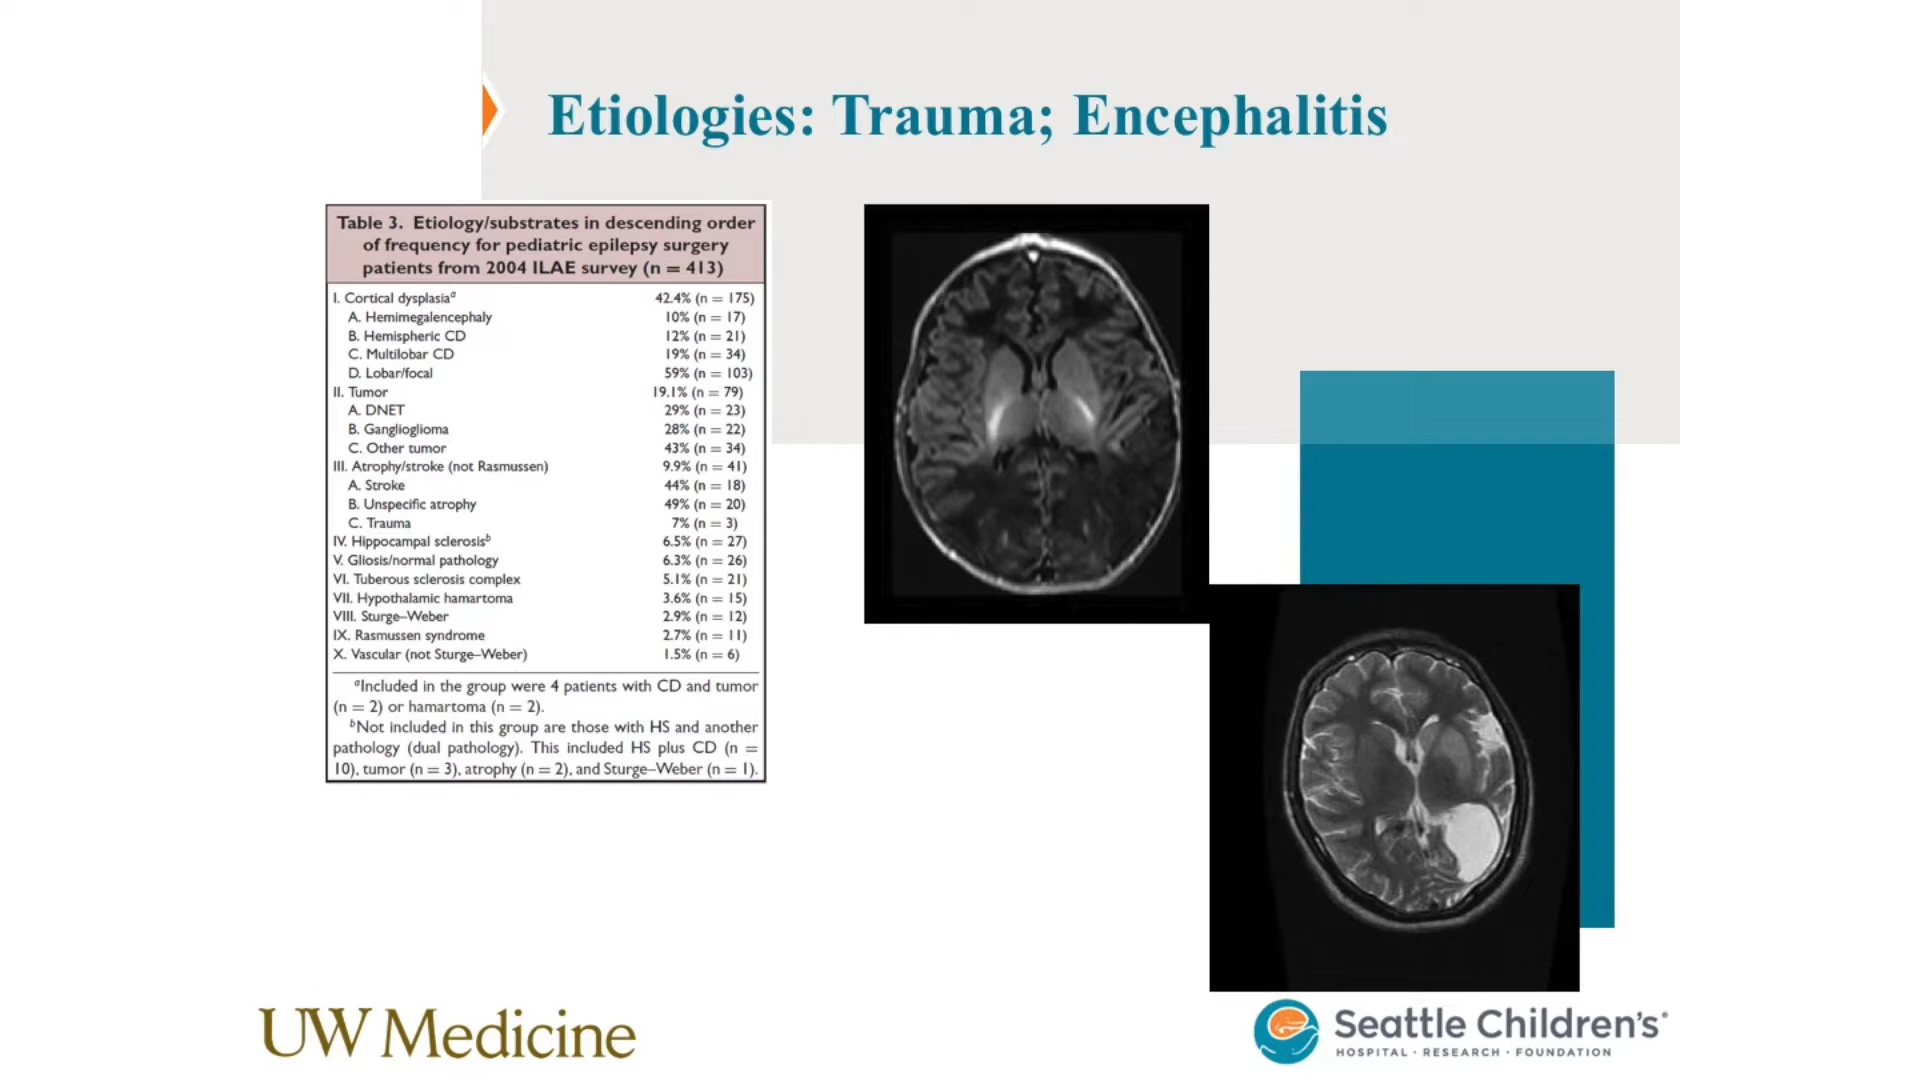 Etiologies: Trauma; Encephalitis
Table 3. Etiology/substrates in descending order
of frequency for pediatric epilepsy surgery
patients from 2004 ILAE survey (n = 413)
I. Cortical dysplasiaᵃ 42.4% (n = 175)
A. Hemimegalencephaly 10% (n = 17)
B. Hemispheric CD 12% (n = 21)
C. Multilobar CD 19% (n = 34)
D. Lobar/focal 59% (n = 103)
II. Tumor 19.1% (n = 79)
A. DNET 29% (n = 23)
B. Ganglioglioma 28% (n = 22)
C. Other tumor 43% (n = 34)
III. Atrophy/stroke (not Rasmussen) 9.9% (n = 41)
A. Stroke 44% (n = 18)
B. Unspecific atrophy 49% (n = 20)
C. Trauma 7% (n = 3)
IV. Hippocampal sclerosisᵇ 6.5% (n = 27)
V. Gliosis/normal pathology 6.3% (n = 26)
VI. Tuberous sclerosis complex 5.1% (n = 21)
VII. Hypothalamic hamartoma 3.6% (n = 15)
VIII. Sturge–Weber 2.9% (n = 12)
IX. Rasmussen syndrome 2.7% (n = 11)
X. Vascular (not Sturge–Weber) 1.5% (n = 6)
ᵃIncluded in the group were 4 patients with CD and tumor
(n = 2) or hamartoma (n = 2).
ᵇNot included in this group are those with HS and another
pathology (dual pathology). This included HS plus CD (n =
10), tumor (n = 3), atrophy (n = 2), and Sturge–Weber (n = 1).
UW Medicine
Seattle Children's®
HOSPITAL · RESEARCH · FOUNDATION